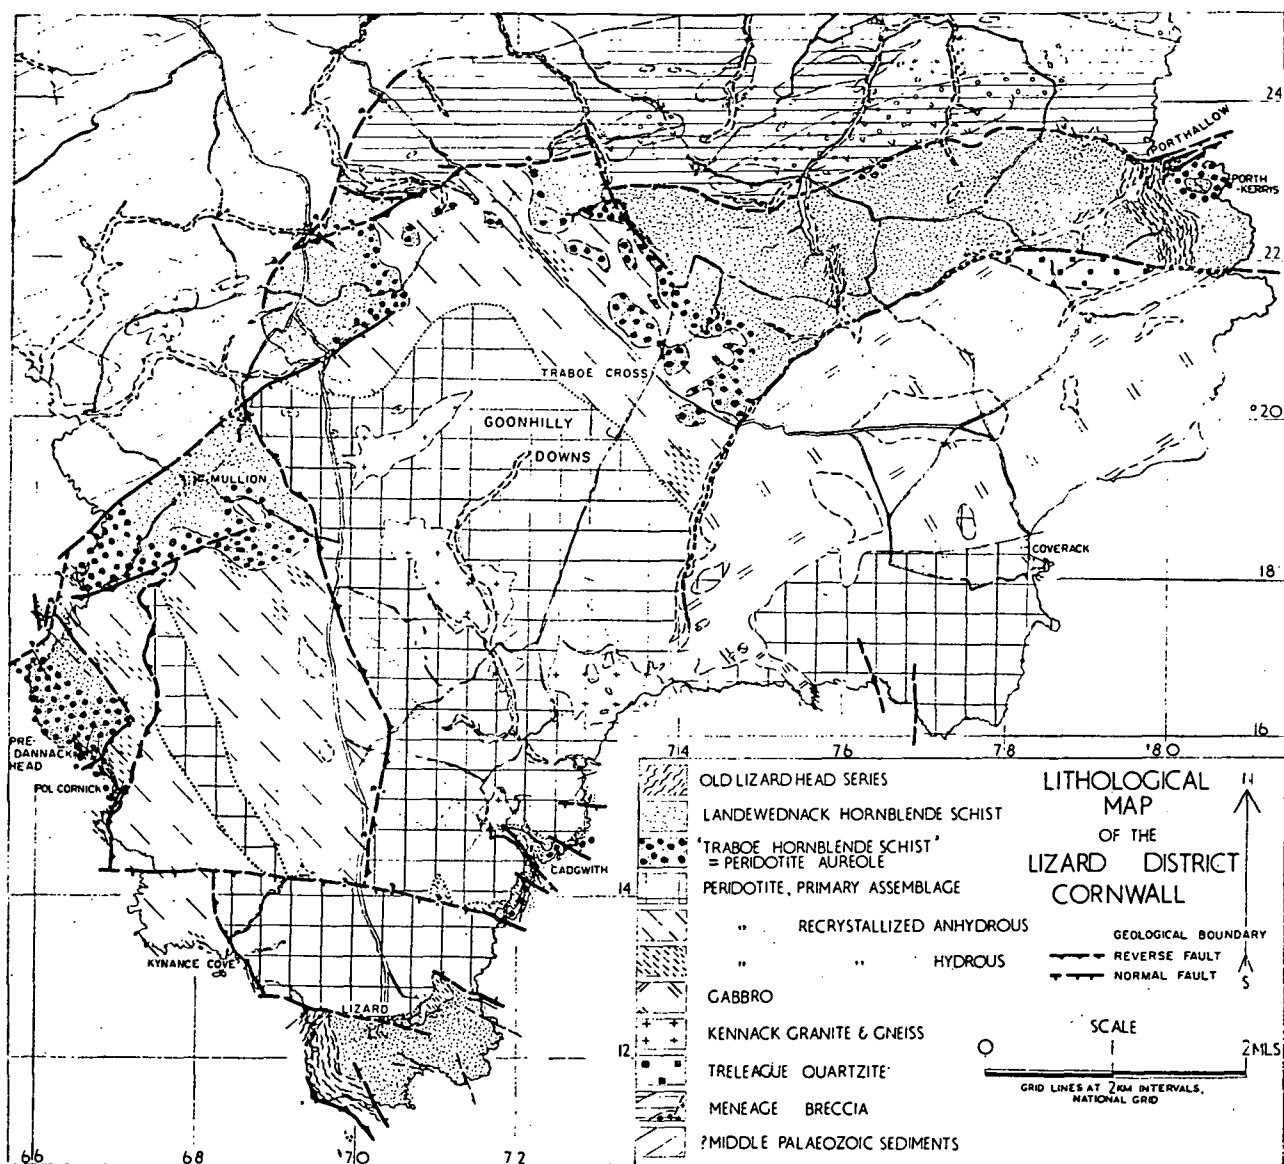 24
PORTHALLOW
PORTH
-KERRIS
22
TRABOE CROSS
20
GOONHILLY
DOWNS
MULLION
COVERACK
18
PRE-
DANNACK
HEAD
POL CORNICK
74
76
78
80
16
CADGWITH
14
KYNANCE COVE
LIZARD
12
66
68
70
72
OLD LIZARD HEAD SERIES
LANDEWEDNACK HORNBLENDE SCHIST
'TRABOE HORNBLENDE SCHIST'
= PERIDOTITE AUREOLE
PERIDOTITE, PRIMARY ASSEMBLAGE
" RECRYSTALLIZED ANHYDROUS
" " HYDROUS
GABBRO
KENNACK GRANITE & GNEISS
TRELEAGUE QUARTZITE
MENEAGE BRECCIA
?MIDDLE PALAEOZOIC SEDIMENTS
LITHOLOGICAL
MAP
OF THE
LIZARD DISTRICT
CORNWALL
N
S
GEOLOGICAL BOUNDARY
REVERSE FAULT
NORMAL FAULT
SCALE
O
2 MLS
GRID LINES AT 2KM INTERVALS,
NATIONAL GRID